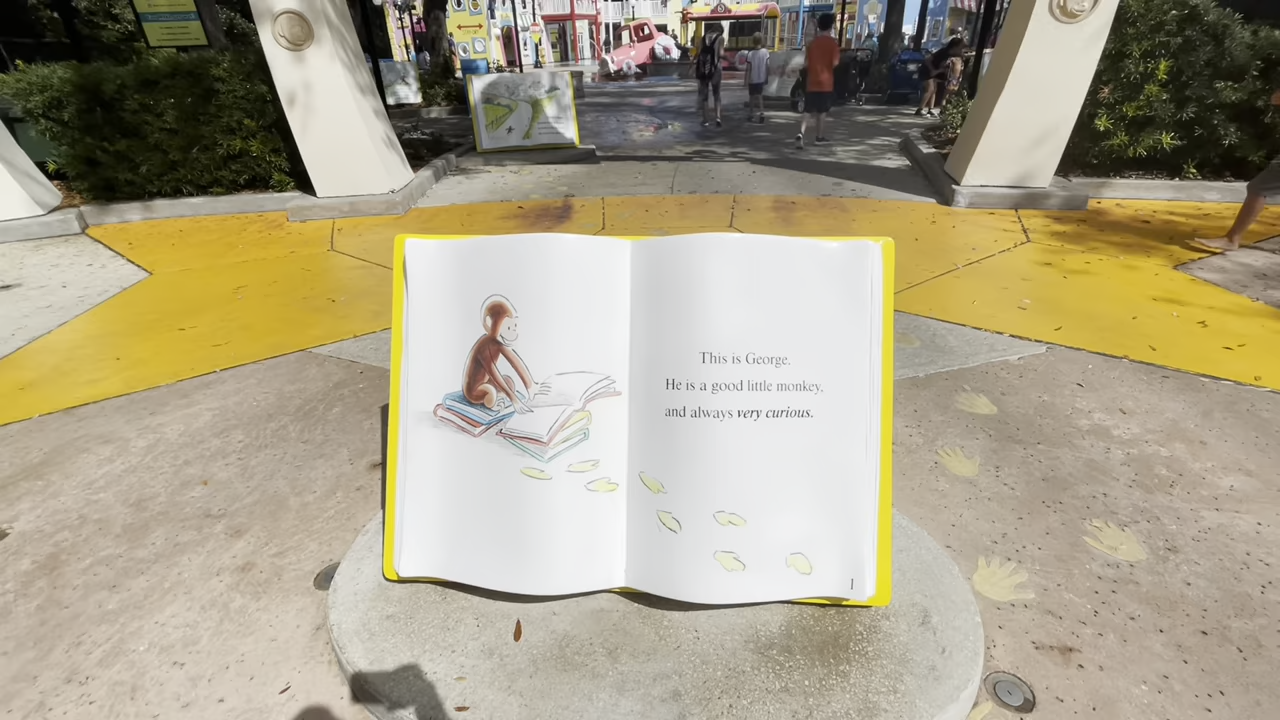 This is George.
He is a good little monkey,
and always very curious.
1